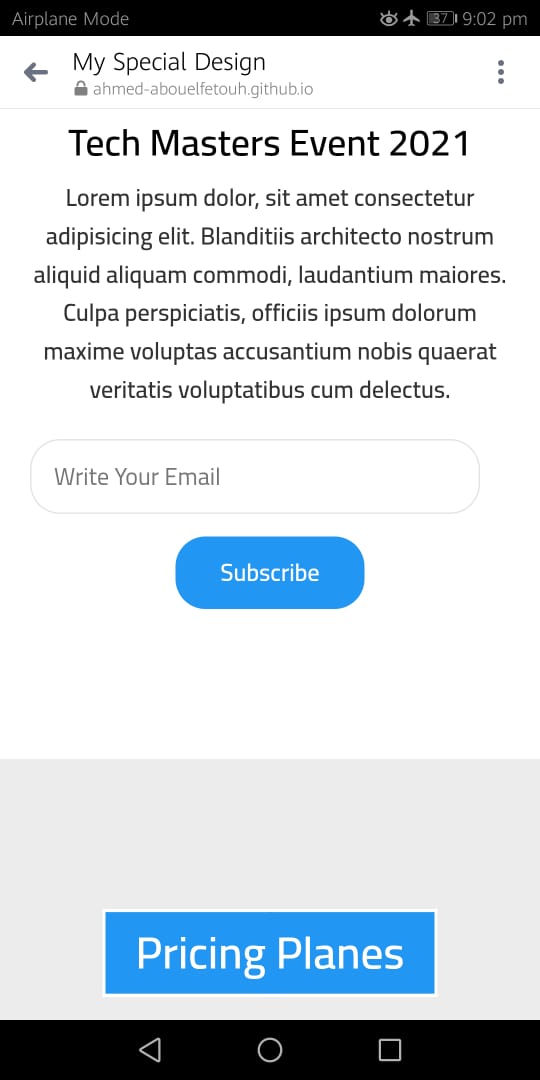 Airplane Mode
37 9:02 pm
My Special Design
ahmed-abouelfetouh.github.io
Tech Masters Event 2021
Lorem ipsum dolor, sit amet consectetur
adipisicing elit. Blanditiis architecto nostrum
aliquid aliquam commodi, laudantium maiores.
Culpa perspiciatis, officiis ipsum dolorum
maxime voluptas accusantium nobis quaerat
veritatis voluptatibus cum delectus.
Write Your Email
Subscribe
Pricing Planes